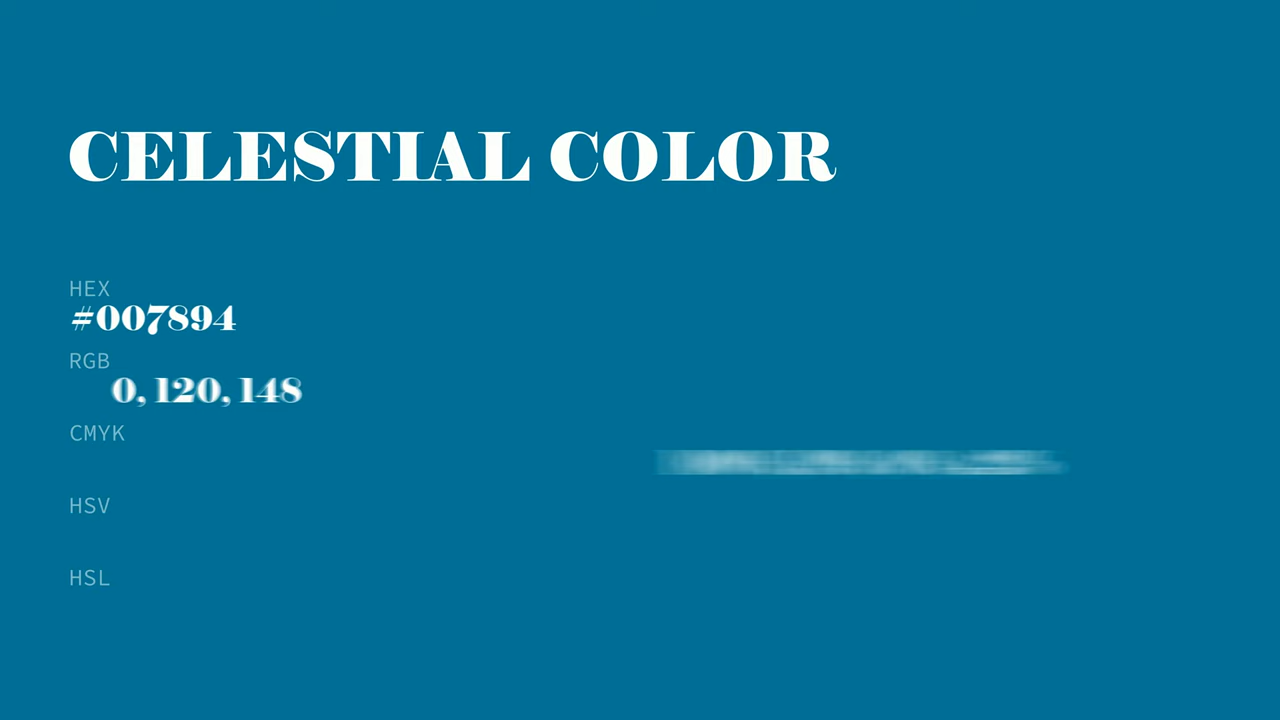 CELESTIAL COLOR
HEX
#007894
RGB
0, 120, 148
CMYK
HSV
HSL